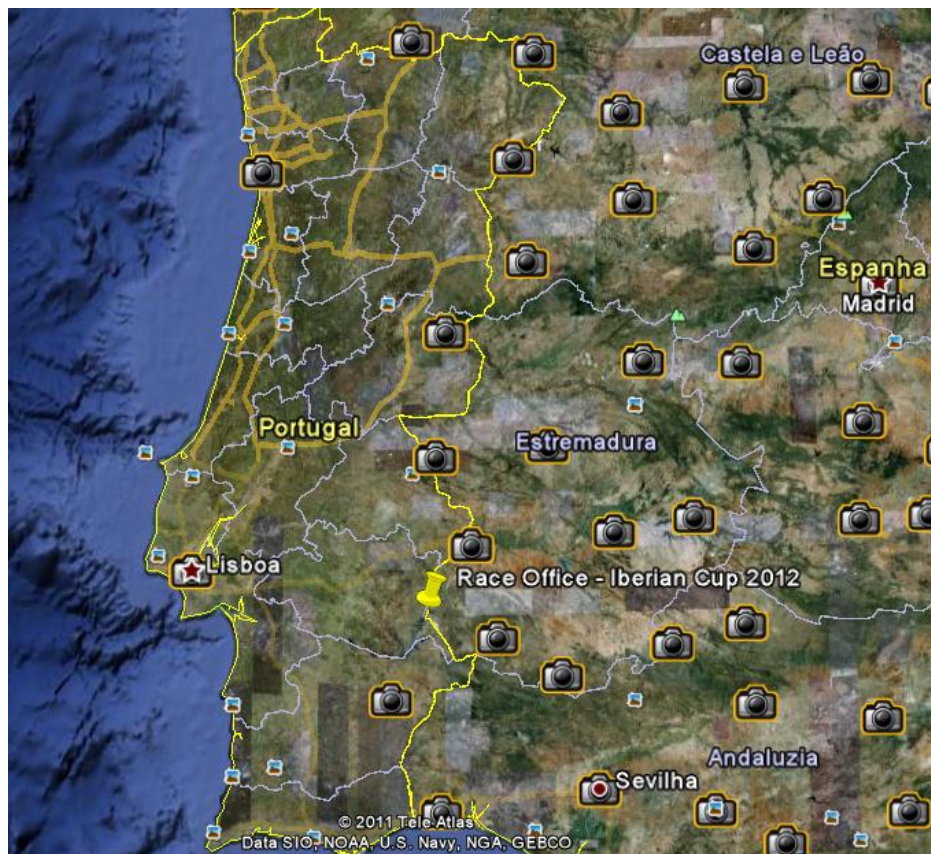 Castela e Leão
Espanha
Madrid
Portugal
Estremadura
Lisboa
Race Office - Iberian Cup 2012
Andaluzia
Sevilha
© 2011 Tele Atlas
Data SIO, NOAA, U.S. Navy, NGA, GEBCO